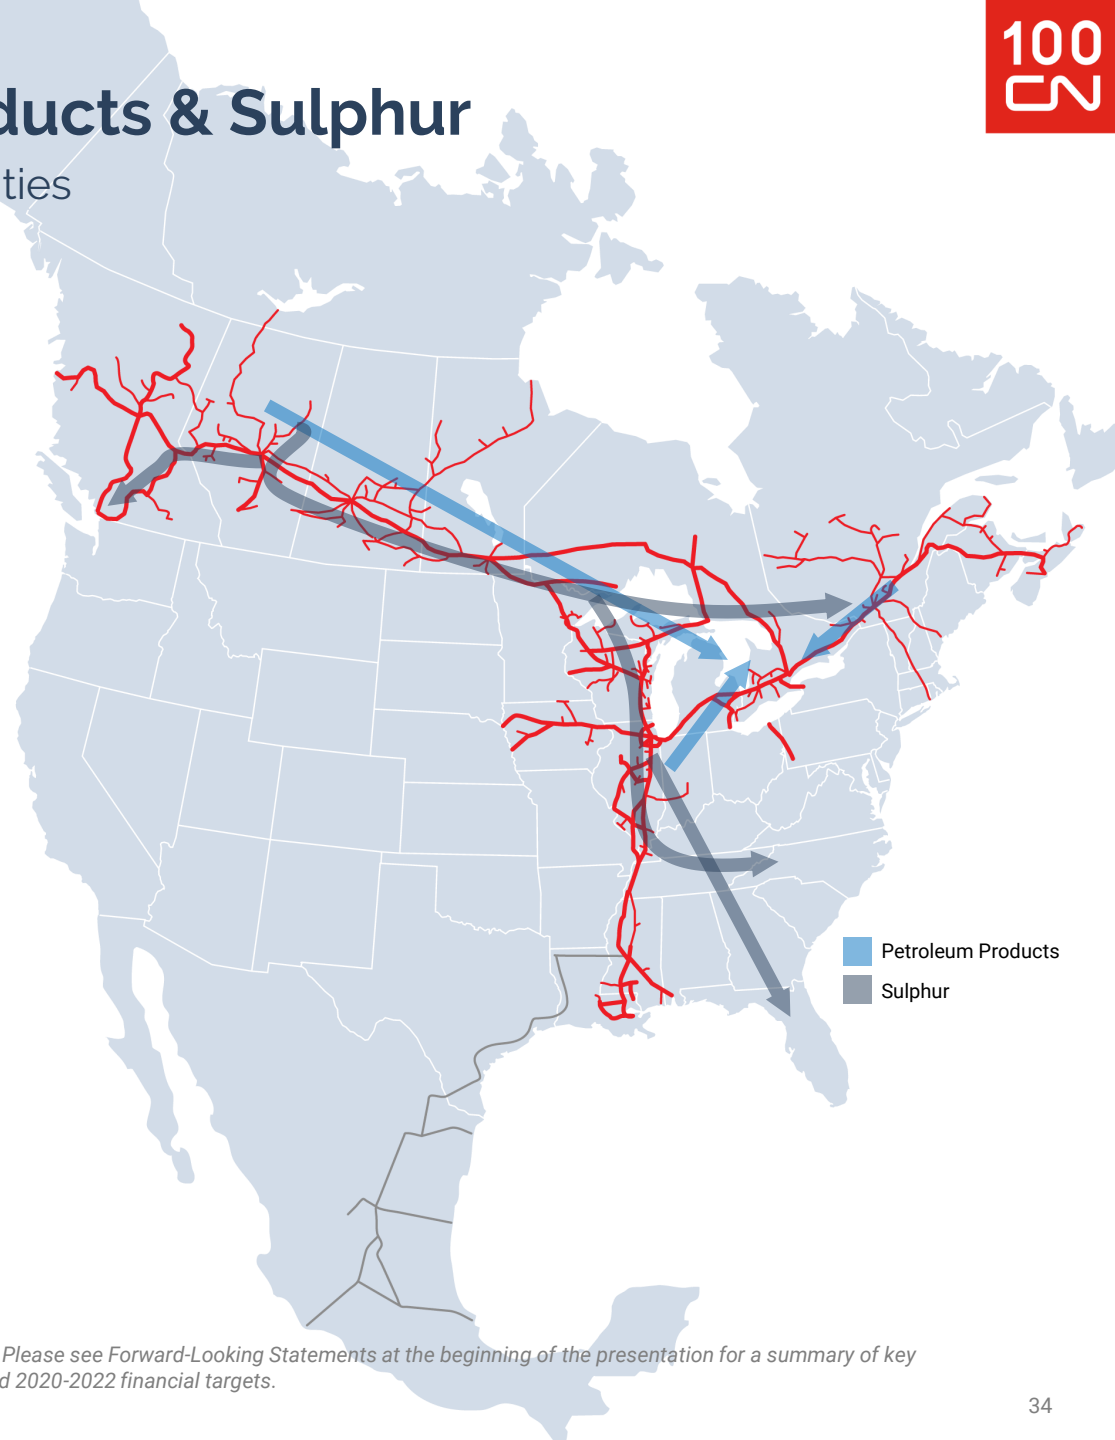 100
CN
ducts & Sulphur
ties
Petroleum Products
Sulphur
Please see Forward-Looking Statements at the beginning of the presentation for a summary of key
d 2020-2022 financial targets.
34